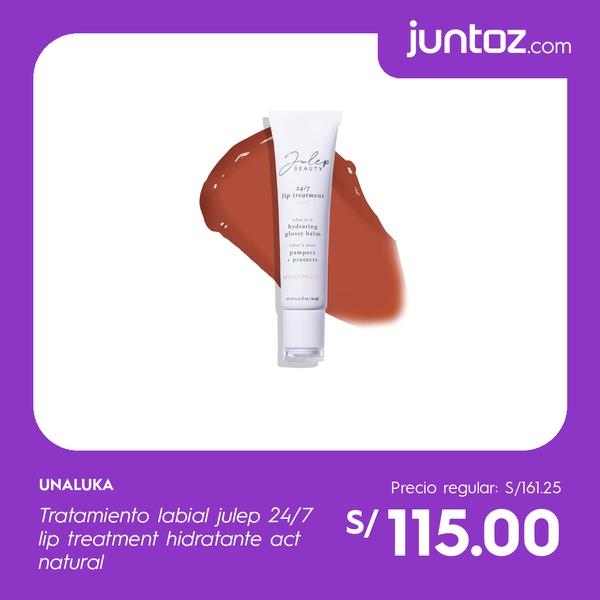 juntoz.com
Julep
BEAUTY
24/7
lip treatment
what is it:
hydrating
glossy balm
what it does:
pampers
+ protects
UNALUKA
Precio regular: S/161.25
Tratamiento labial julep 24/7
lip treatment hidratante act
natural
S/ 115.00